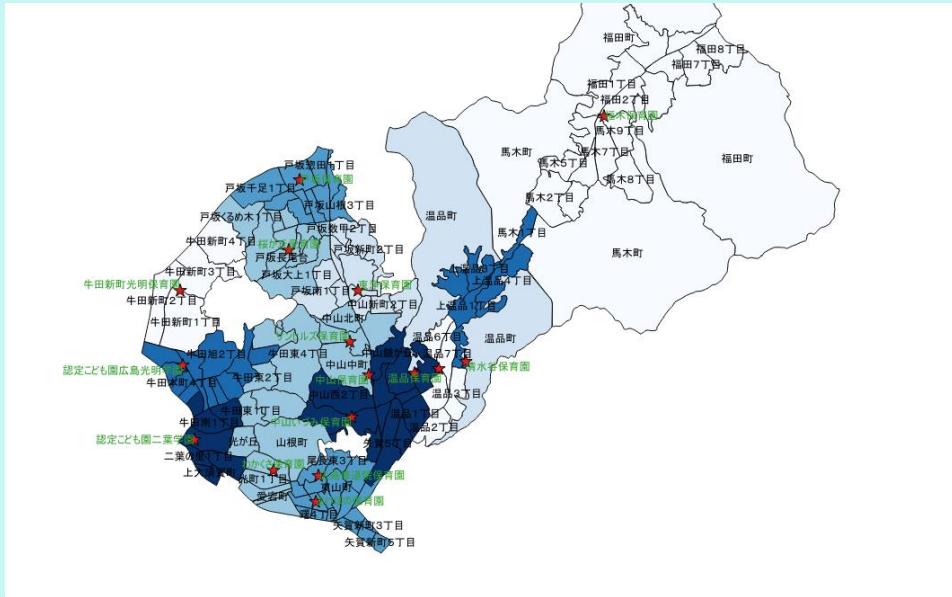 福田町
福田8丁目
福田7丁目
福田1丁目
福田2丁目
馬木9丁目
馬木町
馬木7丁目
馬木5丁目
福田町
馬木8丁目
馬木2丁目
馬木1丁目
馬木町
戸坂惣田1丁目
戸坂千足1丁目
戸坂山根3丁目
戸坂くるめ木1丁目
戸坂数甲2丁目
温品町
牛田新町4丁目
戸坂新町2丁目
戸坂長尾台
牛田新町3丁目
戸坂大上1丁目
上温品4丁目
牛田新町光明保育園
戸坂南1丁目
牛田新町2丁目
中山新町2丁目
上温品1丁目
牛田新町1丁目
中山北町
温品6丁目
温品町
牛田旭2丁目
牛田東4丁目
温品7丁目
中山中町
清水谷保育園
認定こども園広島光明
牛田東2丁目
中山保育園
温品保育園
牛田本町4丁目
中山西2丁目
温品3丁目
牛田東1丁目
温品1丁目
牛田南1丁目
中山いづみ保育園
温品2丁目
認定こども園二葉学園
光が丘
山根町
矢賀5丁目
二葉の里1丁目
尾長東3丁目
光町1丁目
東山町
愛宕町
曙4丁目
矢賀新町3丁目
矢賀新町5丁目